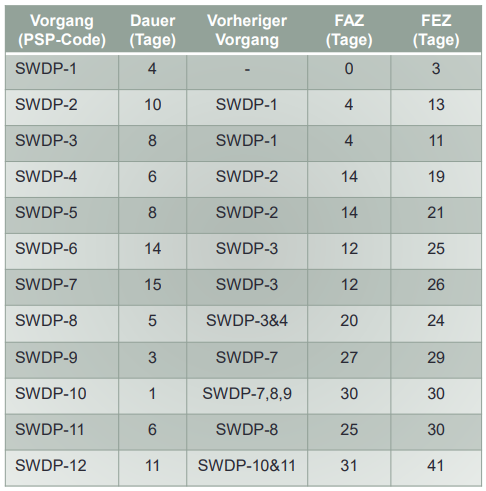 Vorgang (PSP-Code) Dauer (Tage) Vorheriger Vorgang FAZ (Tage) FEZ (Tage)
SWDP-1 4 - 0 3
SWDP-2 10 SWDP-1 4 13
SWDP-3 8 SWDP-1 4 11
SWDP-4 6 SWDP-2 14 19
SWDP-5 8 SWDP-2 14 21
SWDP-6 14 SWDP-3 12 25
SWDP-7 15 SWDP-3 12 26
SWDP-8 5 SWDP-3&4 20 24
SWDP-9 3 SWDP-7 27 29
SWDP-10 1 SWDP-7,8,9 30 30
SWDP-11 6 SWDP-8 25 30
SWDP-12 11 SWDP-10&11 31 41